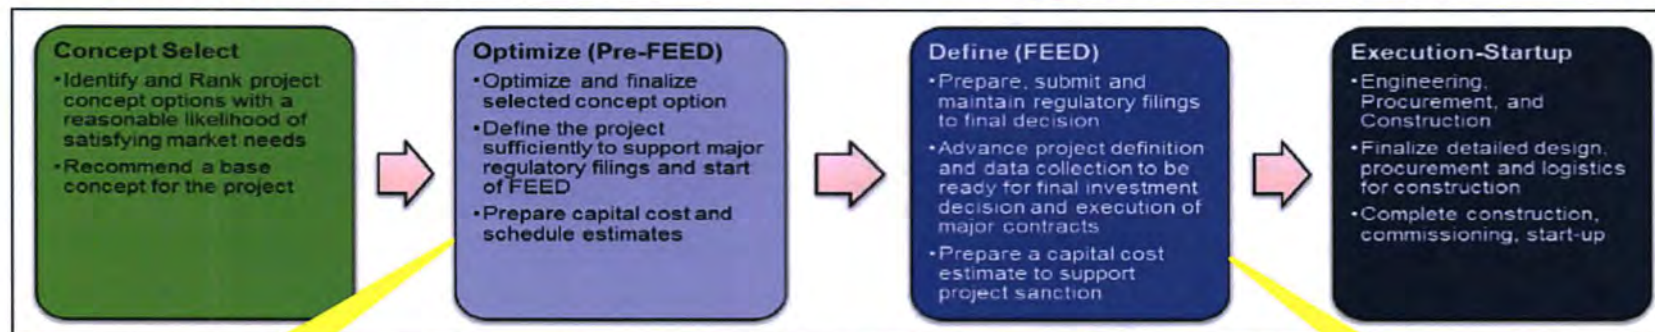 Concept Select
•Identify and Rank project
concept options with a
reasonable likelihood of
satisfying market needs
•Recommend a base
concept for the project
Optimize (Pre-FEED)
•Optimize and finalize
selected concept option
•Define the project
sufficiently to support major
regulatory filings and start
of FEED
•Prepare capital cost and
schedule estimates
Define (FEED)
•Prepare, submit and
maintain regulatory filings
to final decision
•Advance project definition
and data collection to be
ready for final investment
decision and execution of
major contracts
•Prepare a capital cost
estimate to support
project sanction
Execution-Startup
•Engineering,
Procurement, and
Construction
•Finalize detailed design,
procurement and logistics
for construction
•Complete construction,
commissioning, start-up